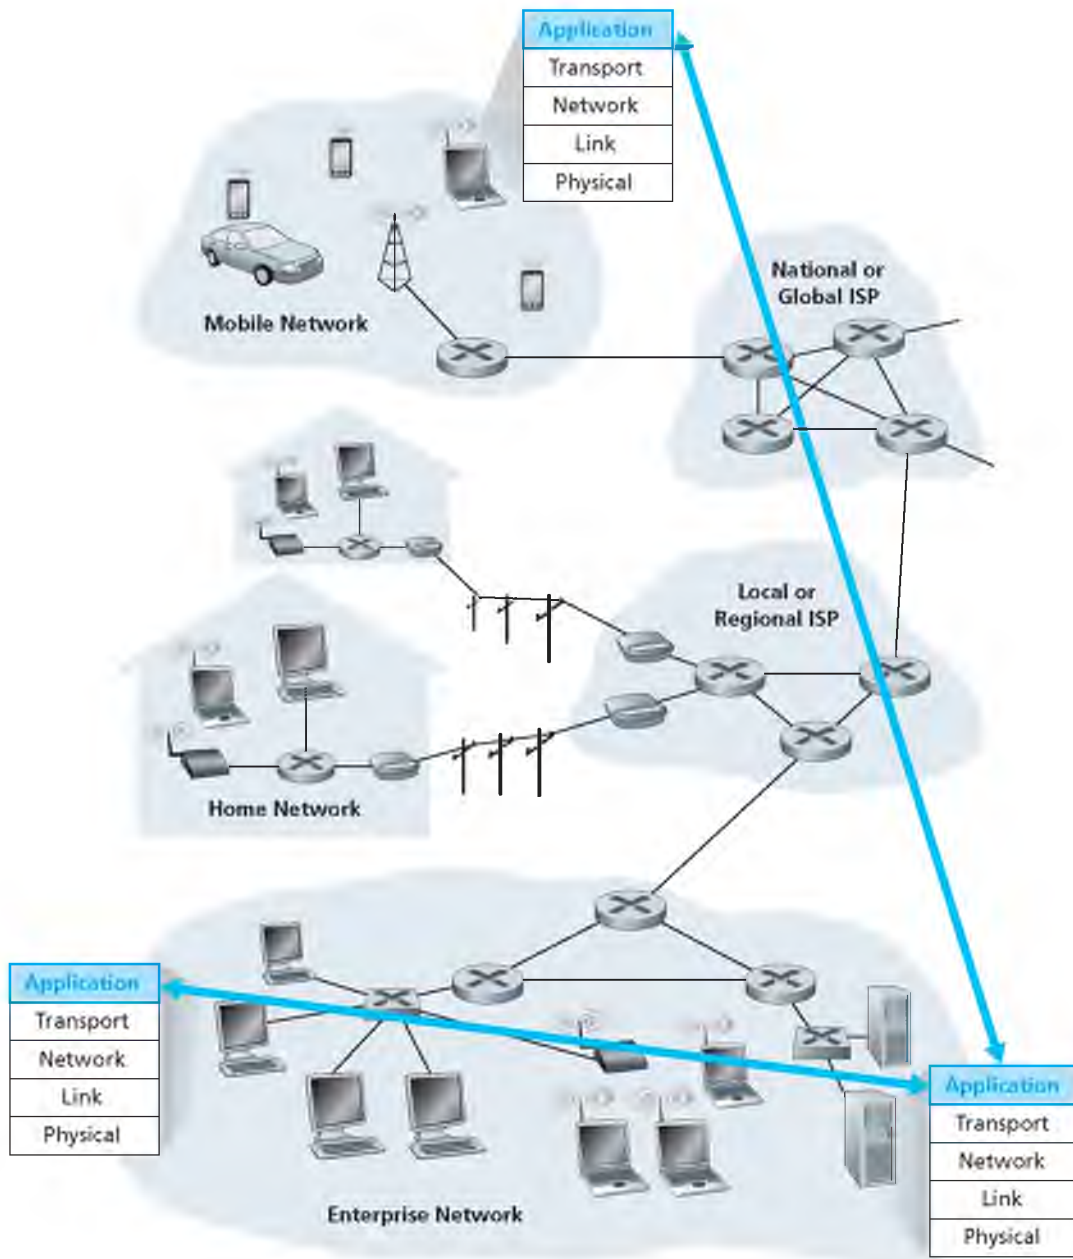 Application
Transport
Network
Link
Physical
National or
Global ISP
Mobile Network
Local or
Regional ISP
Home Network
Application
Transport
Network
Link
Physical
Application
Transport
Network
Link
Physical
Enterprise Network